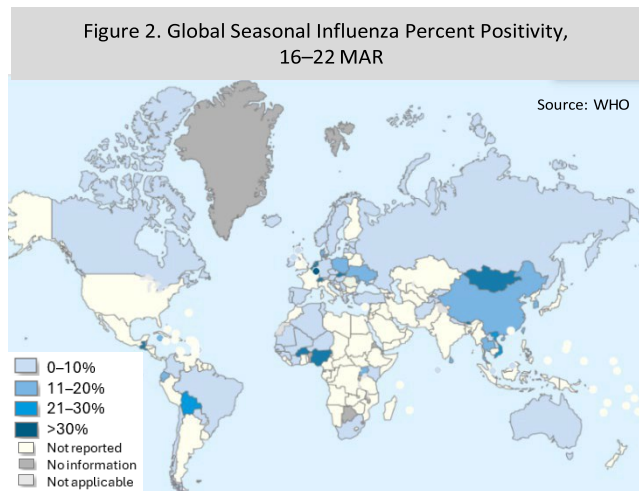 Figure 2. Global Seasonal Influenza Percent Positivity,
16–22 MAR
Source: WHO
0–10%
11–20%
21–30%
>30%
Not reported
No information
Not applicable